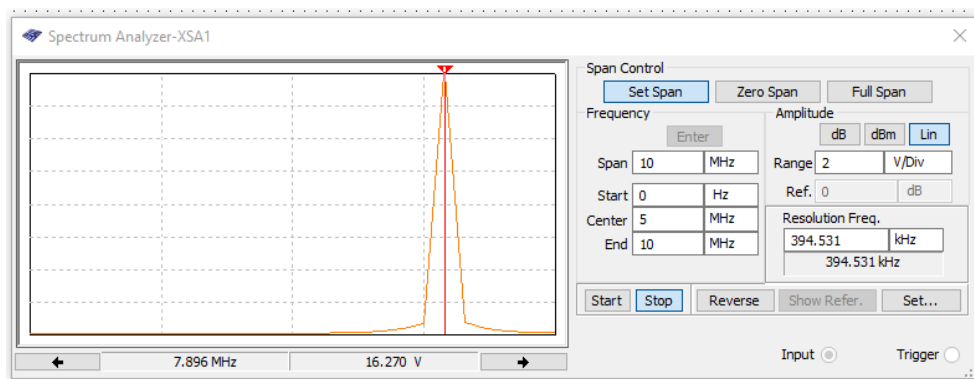 Spectrum Analyzer-XSA1
1
7.896 MHz 16.270 V
Span Control
Set Span Zero Span Full Span
Frequency
Enter
Span 10 MHz
Start 0 Hz
Center 5 MHz
End 10 MHz
Amplitude
dB dBm Lin
Range 2 V/Div
Ref. 0 dB
Resolution Freq.
394.531 kHz
394.531 kHz
Start Stop Reverse Show Refer. Set...
Input Trigger